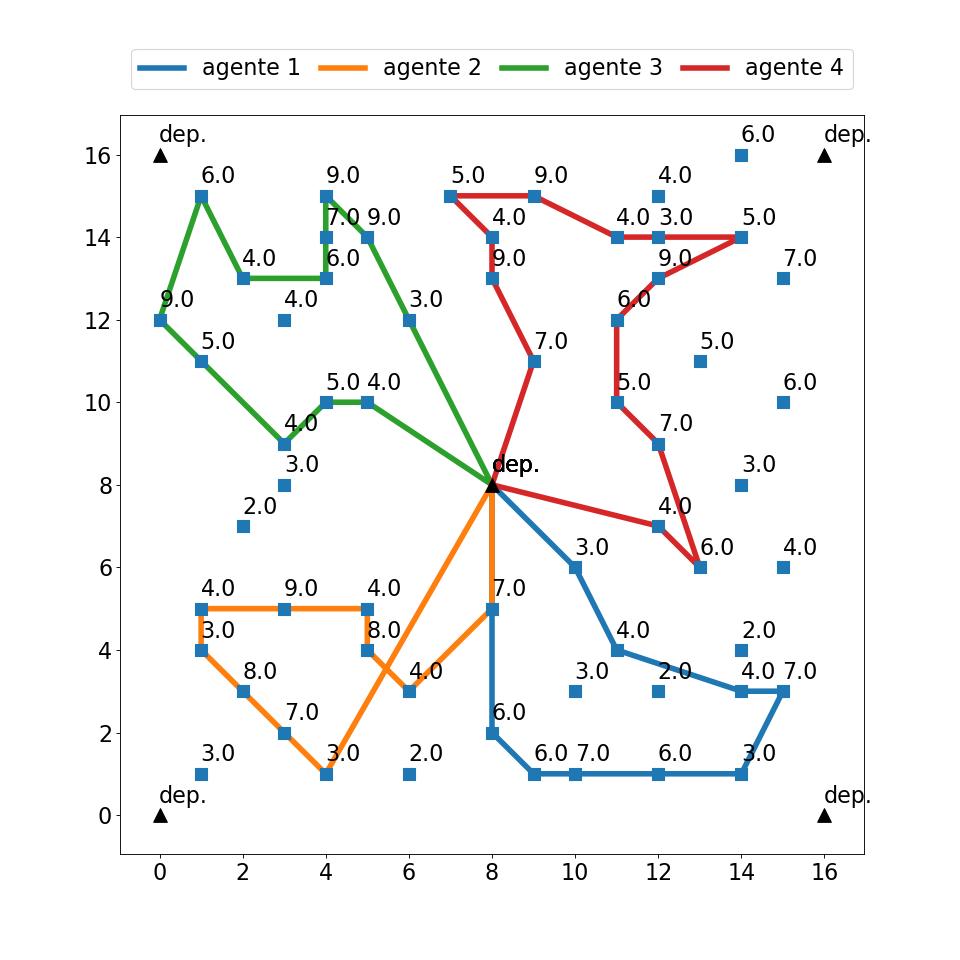 agente 1 agente 2 agente 3 agente 4
dep. 6.0 dep.
16
6.0 9.0 5.0 9.0 4.0
7.0 9.0 4.0 4.0 3.0 5.0
14
4.0 6.0 9.0 9.0 7.0
9.0 4.0 3.0 6.0
12
5.0 7.0 5.0
5.0 4.0 5.0 6.0
10
4.0 7.0
3.0 dep. 3.0
8
2.0 4.0
3.0 6.0 4.0
6
4.0 9.0 4.0 7.0
3.0 8.0 4.0 2.0
4
8.0 4.0 3.0 2.0 4.0 7.0
7.0 6.0
2
3.0 3.0 2.0 6.0 7.0 6.0 3.0
dep. dep.
0
0 2 4 6 8 10 12 14 16